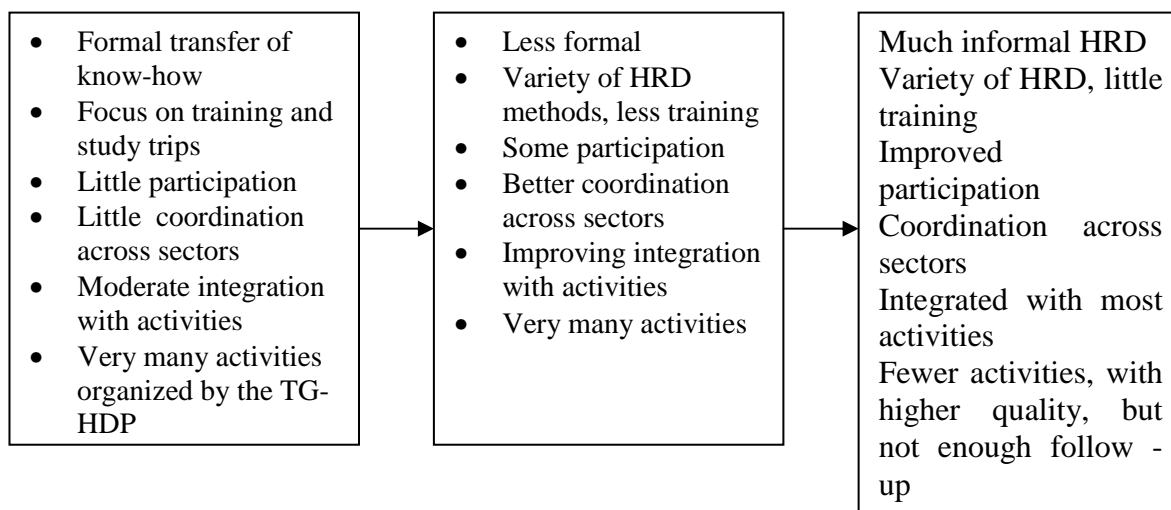 • Formal transfer of
know-how
• Focus on training and
study trips
• Little participation
• Little coordination
across sectors
• Moderate integration
with activities
• Very many activities
organized by the TG-
HDP
• Less formal
• Variety of HRD
methods, less training
• Some participation
• Better coordination
across sectors
• Improving integration
with activities
• Very many activities
Much informal HRD
Variety of HRD, little
training
Improved
participation
Coordination across
sectors
Integrated with most
activities
Fewer activities, with
higher quality, but
not enough follow -
up